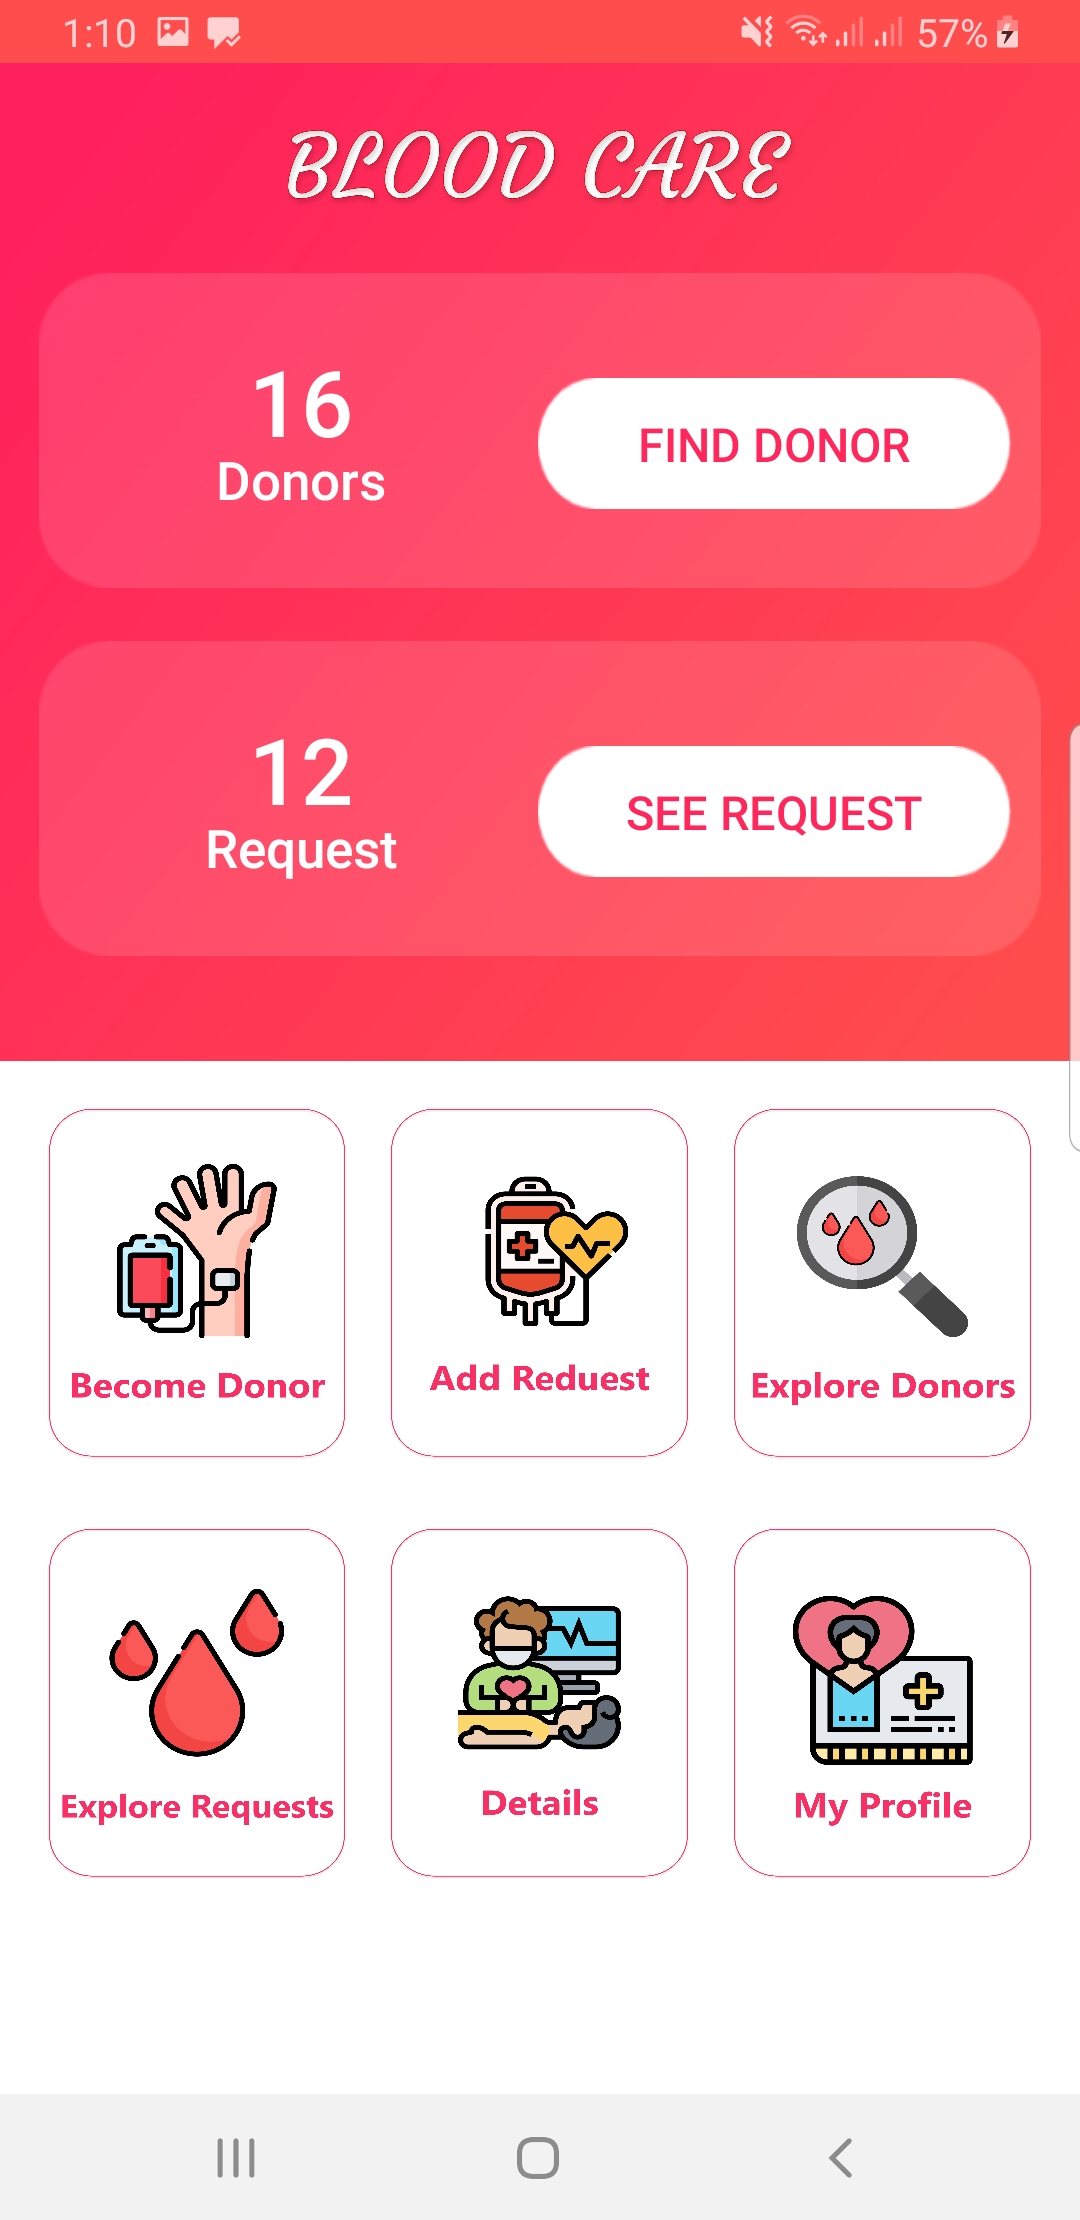 1:10 57%
BLOOD CARE
16
Donors
FIND DONOR
12
Request
SEE REQUEST
Become Donor
Add Reduest
Explore Donors
Explore Requests
Details
My Profile